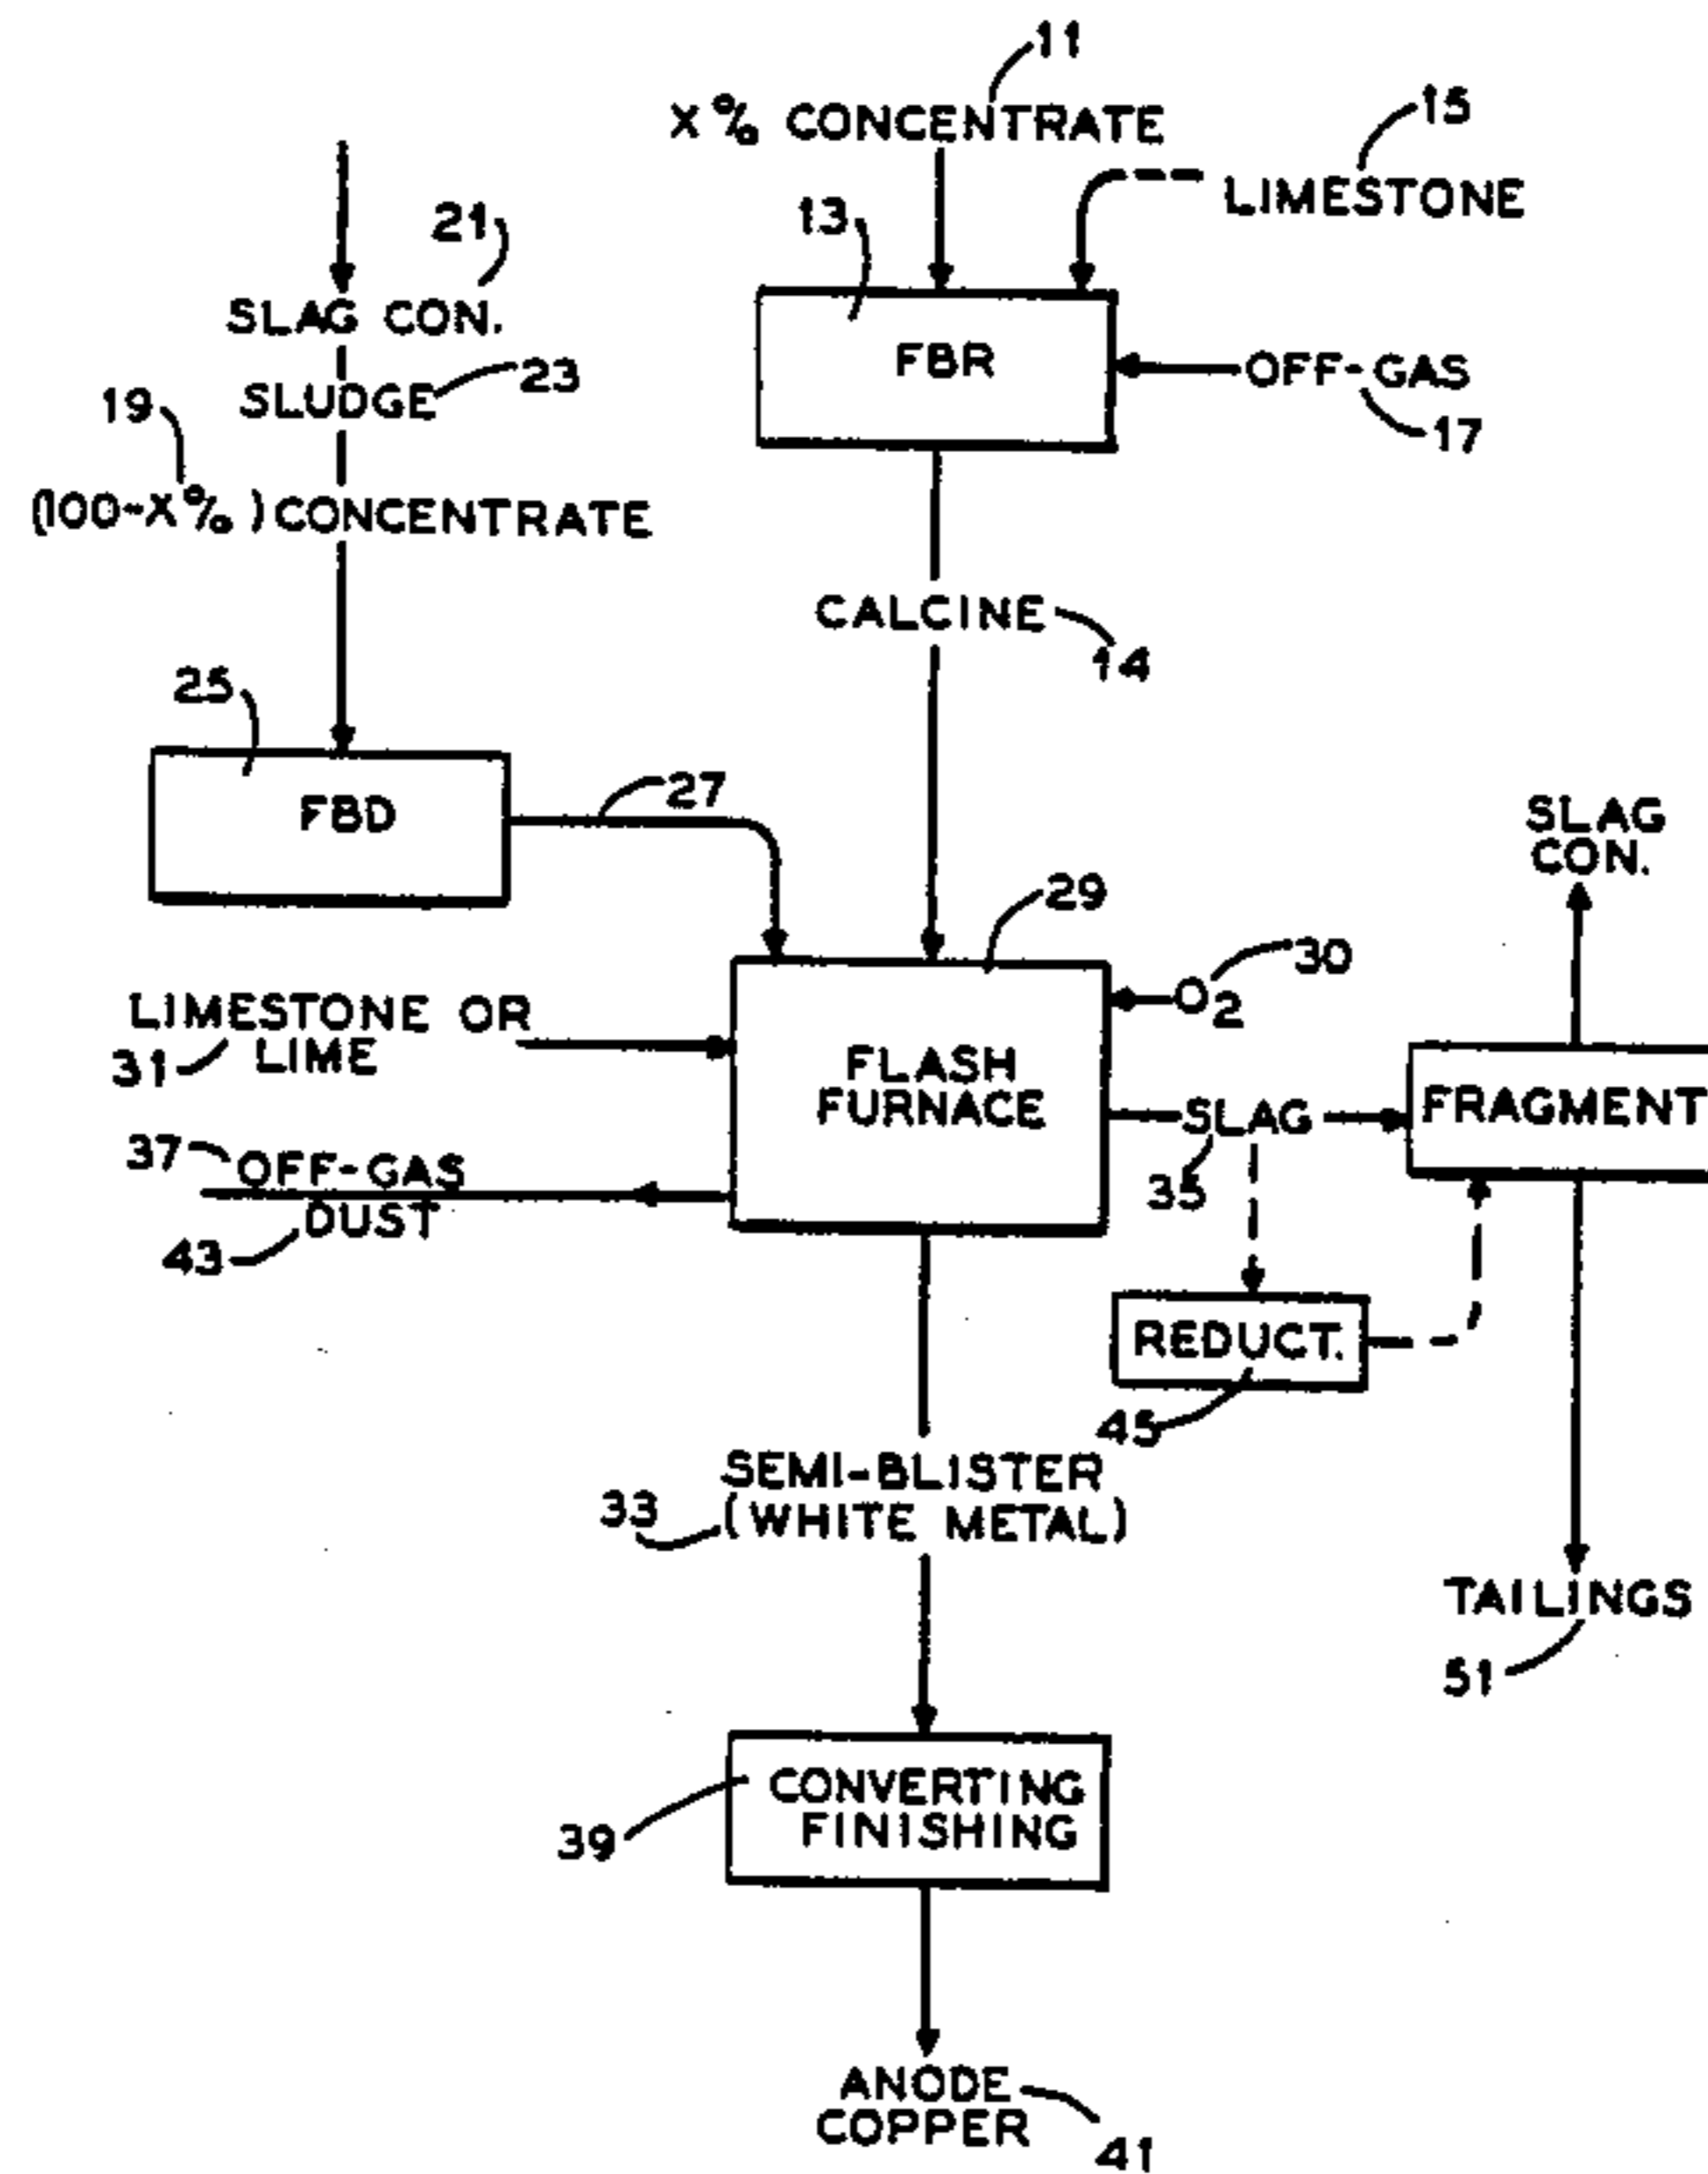 11
X% CONCENTRATE
15
LIMESTONE
13
21
SLAG CON.
FBR
OFF-GAS
17
SLUDGE
23
19
(100-X%) CONCENTRATE
CALCINE
14
25
FBD
27
SLAG
CON.
29
30
O2
LIMESTONE OR
LIME
31
FLASH
FURNACE
SLAG
35
FRAGMENT
37
OFF-GAS
DUST
43
REDUCT.
45
SEMI-BLISTER
(WHITE METAL)
33
TAILINGS
51
CONVERTING
FINISHING
39
ANODE
COPPER
41